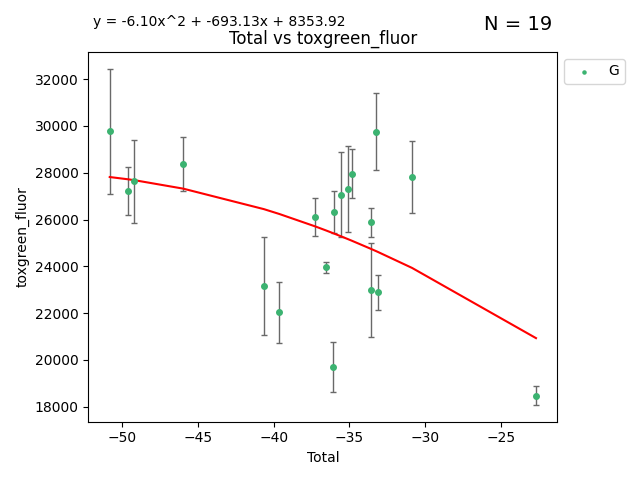 y = -6.10x^2 + -693.13x + 8353.92
N = 19
Total vs toxgreen_fluor
G
32000
30000
28000
26000
24000
22000
20000
18000
toxgreen_fluor
−50
−45
−40
−35
−30
−25
Total